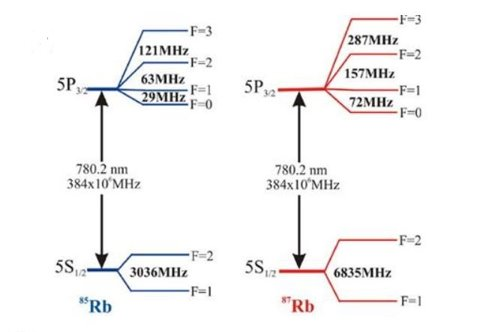 F=3
121MHz
F=2
5P3/2
63MHz
F=1
29MHz
F=0
780.2 nm
384x10⁶MHz
5S1/2
F=2
3036MHz
F=1
⁸⁵Rb
F=3
287MHz
F=2
5P3/2
157MHz
F=1
72MHz
F=0
780.2 nm
384x10⁶MHz
5S1/2
F=2
6835MHz
F=1
⁸⁷Rb